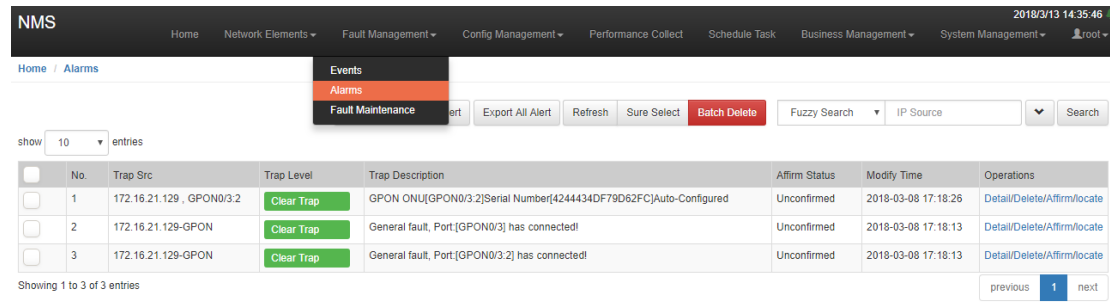 2018/3/13 14:35:46
NMS
Home Network Elements Fault Management Config Management Performance Collect Schedule Task Business Management System Management root
Home / Alarms
Events
Alarms
Fault Maintenance
Export All Alert Refresh Sure Select Batch Delete Fuzzy Search IP Source Search
show 10 entries
No. Trap Src Trap Level Trap Description Affirm Status Modify Time Operations
1 172.16.21.129 , GPON0/3:2 Clear Trap GPON ONU[GPON0/3:2]Serial Number[4244434DF79D62FC]Auto-Configured Unconfirmed 2018-03-08 17:18:26 Detail/Delete/Affirm/locate
2 172.16.21.129-GPON Clear Trap General fault, Port:[GPON0/3] has connected! Unconfirmed 2018-03-08 17:18:13 Detail/Delete/Affirm/locate
3 172.16.21.129-GPON Clear Trap General fault, Port:[GPON0/3:2] has connected! Unconfirmed 2018-03-08 17:18:13 Detail/Delete/Affirm/locate
Showing 1 to 3 of 3 entries
previous 1 next